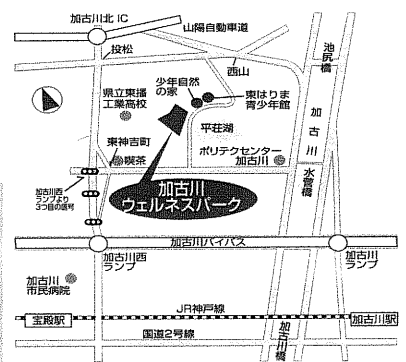 加古川北IC
山陽自動車道
投松
西山
池尻橋
少年自然
の家
東はりま
青少年館
県立東播
工業高校
加古川
平荘湖
東神吉町
喫茶
ポリテクセンター
加古川
水管橋
加古川西
ランプより
3つ目の信号
加古川
ウェルネスパーク
加古川バイパス
加古川西
ランプ
加古川
ランプ
加古川
市民病院
JR神戸線
宝殿駅
加古川駅
国道2号線
加古川橋